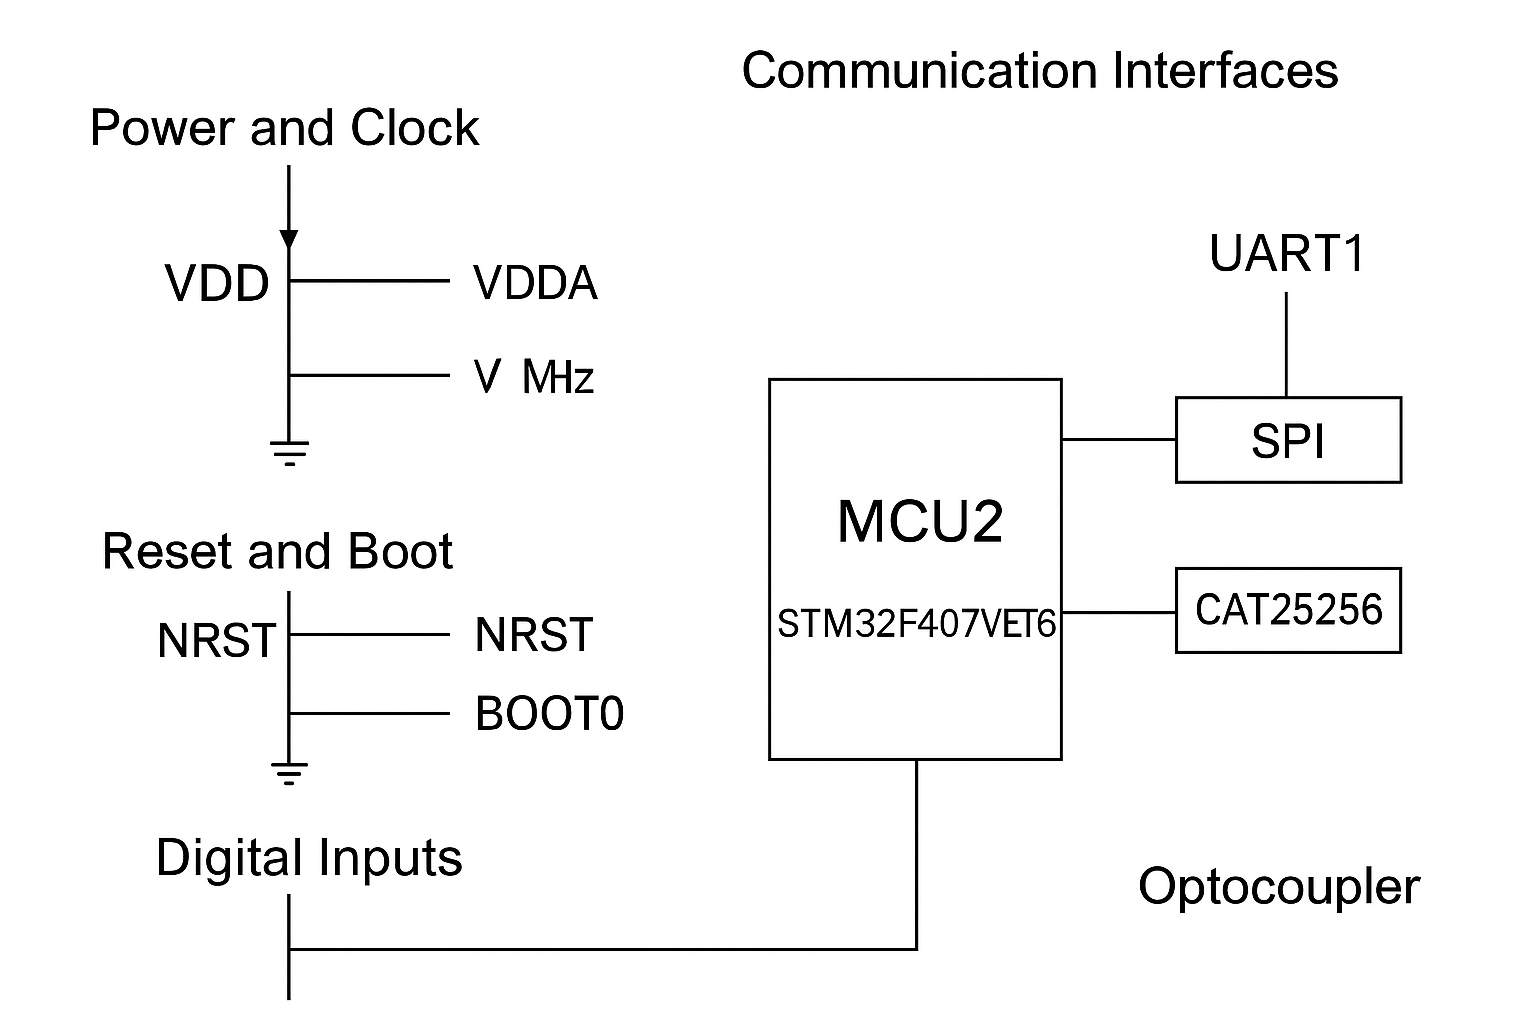 Communication Interfaces
Power and Clock
VDD
VDDA
V MHz
Reset and Boot
NRST
NRST
BOOT0
Digital Inputs
UART1
SPI
MCU2
STM32F407VET6
CAT25256
Optocoupler